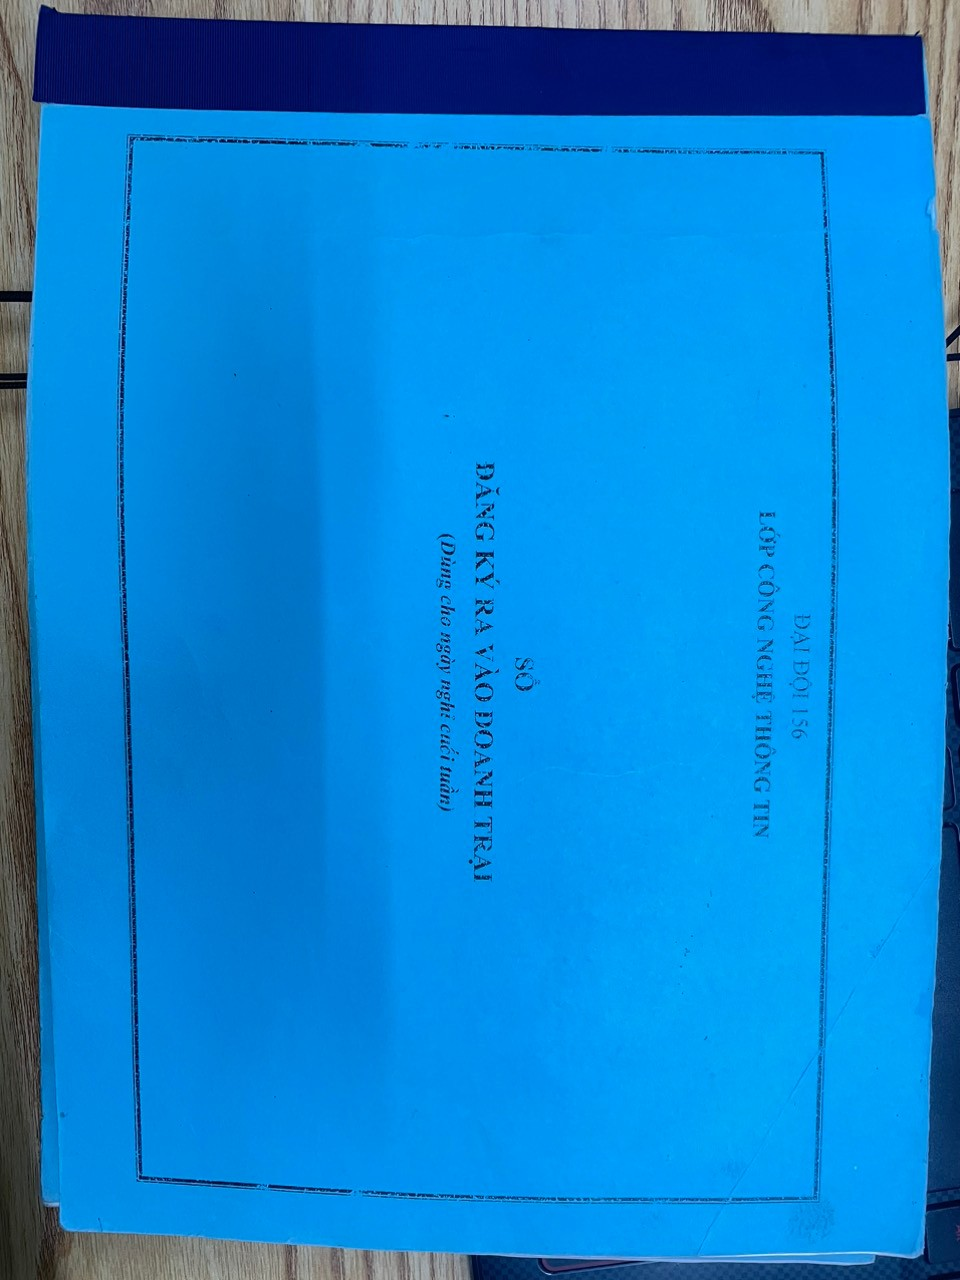 ĐẠI ĐỘI 156
LỚP CÔNG NGHỆ THÔNG TIN
SỔ
ĐĂNG KÝ RA VÀO DOANH TRẠI
(Dùng cho ngày nghỉ cuối tuần)